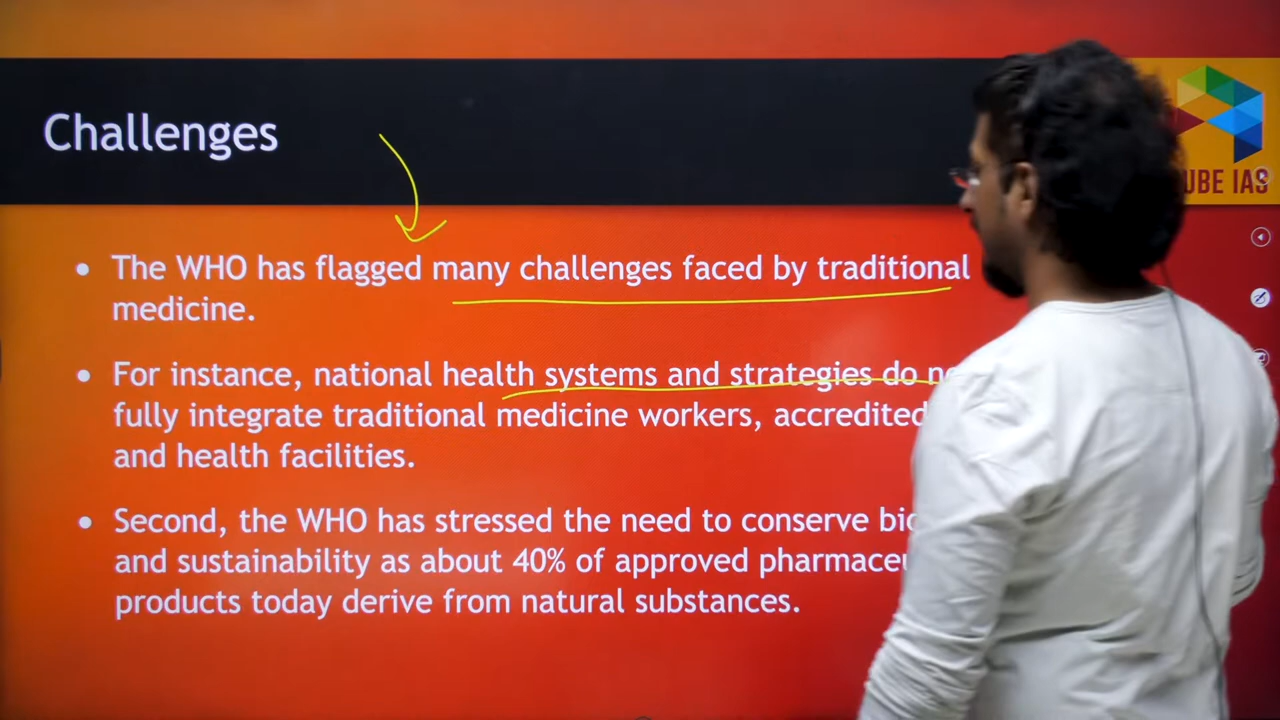 Challenges
UBE IAS
• The WHO has flagged many challenges faced by traditional
medicine.
• For instance, national health systems and strategies do
fully integrate traditional medicine workers, accredited
and health facilities.
• Second, the WHO has stressed the need to conserve
and sustainability as about 40% of approved
products today derive from natural substances.